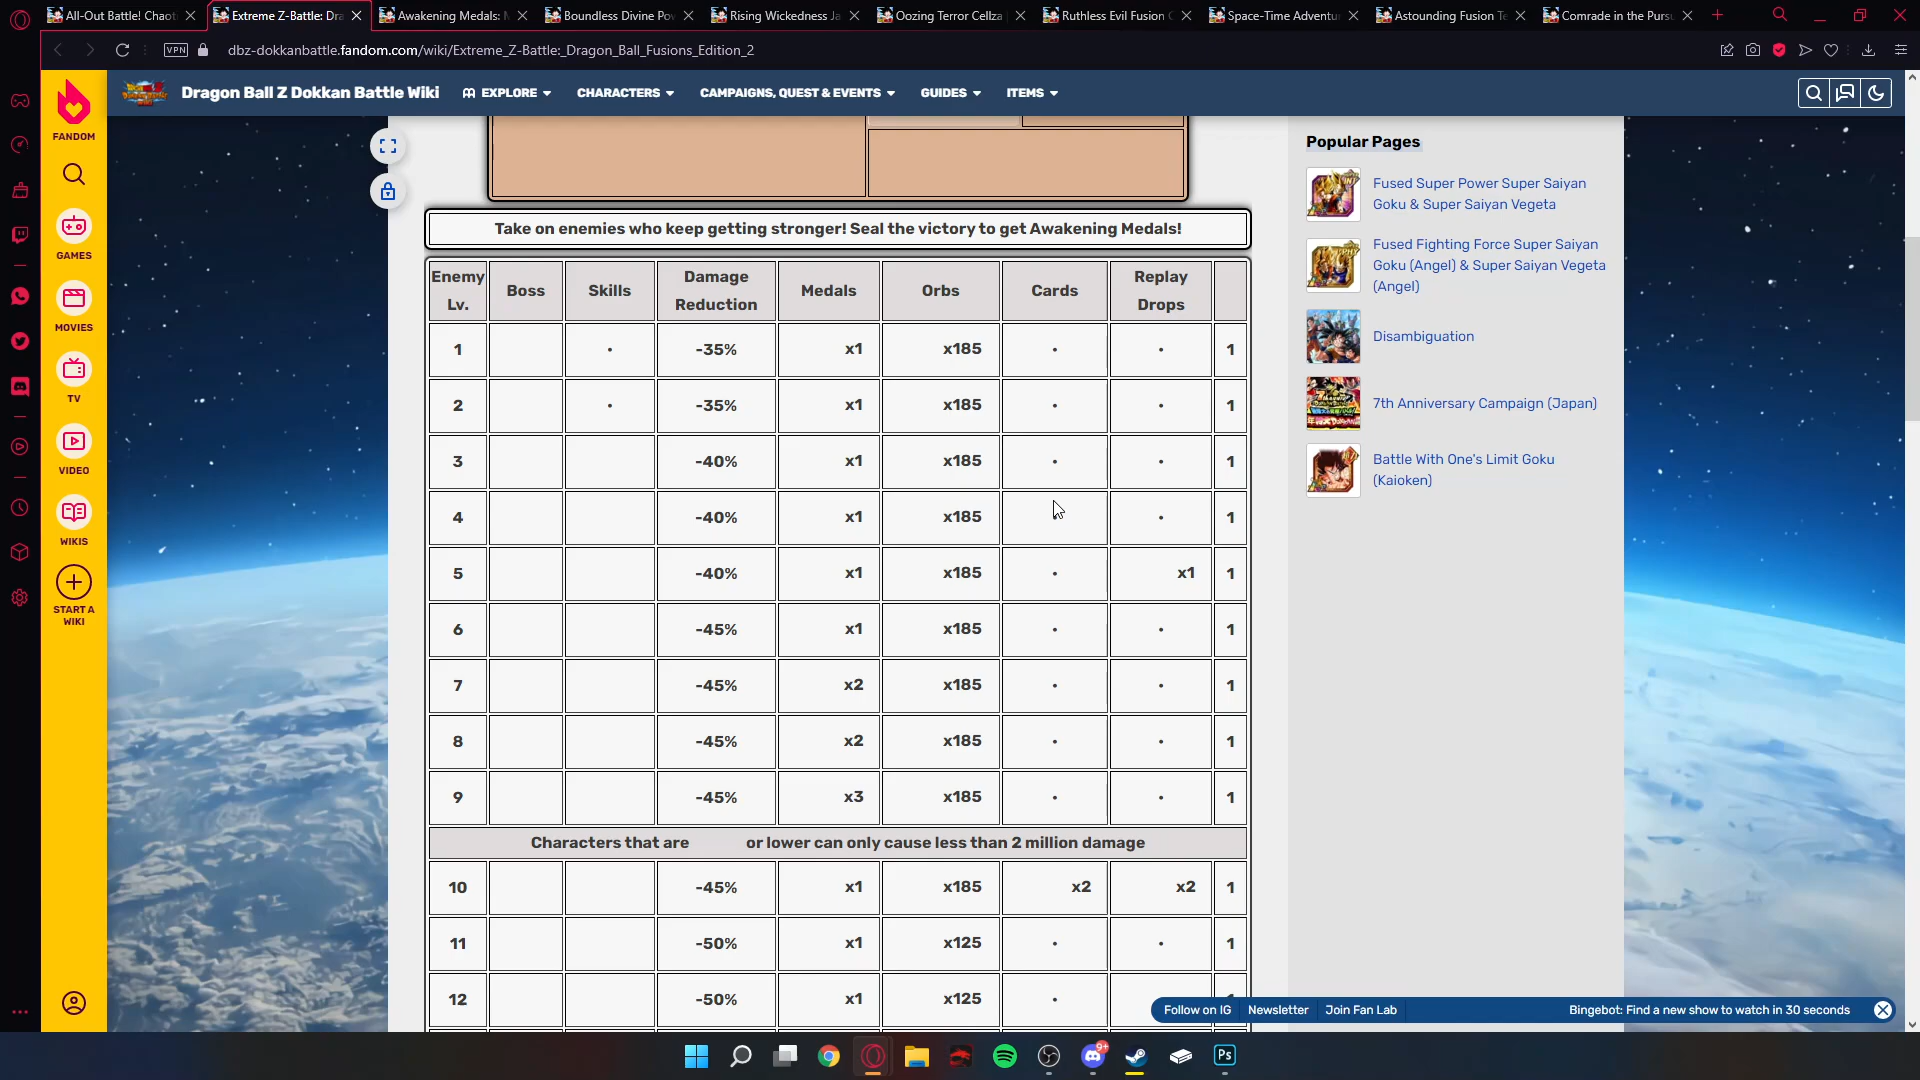 All-Out Battle! Chaot
Extreme Z-Battle: Dra
Awakening Medals: M
Boundless Divine Po
Rising Wickedness Ja
Oozing Terror Cellza
Ruthless Evil Fusion
Space-Time Adventu
Astounding Fusion Te
Comrade in the Pursu
VPN
dbz-dokkanbattle.fandom.com/wiki/Extreme_Z-Battle:_Dragon_Ball_Fusions_Edition_2
Dragon Ball Z Dokkan Battle Wiki
EXPLORE
CHARACTERS
CAMPAIGNS, QUEST & EVENTS
GUIDES
ITEMS
FANDOM
GAMES
MOVIES
TV
VIDEO
WIKIS
START A
WIKI
Take on enemies who keep getting stronger! Seal the victory to get Awakening Medals!
Enemy Lv. Boss Skills Damage Reduction Medals Orbs Cards Replay Drops
1 • -35% x1 x185 • • 1
2 • -35% x1 x185 • • 1
3 -40% x1 x185 • • 1
4 -40% x1 x185 • 1
5 -40% x1 x185 • x1 1
6 -45% x1 x185 • • 1
7 -45% x2 x185 • • 1
8 -45% x2 x185 • • 1
9 -45% x3 x185 • • 1
Characters that are or lower can only cause less than 2 million damage
10 -45% x1 x185 x2 x2 1
11 -50% x1 x125 • • 1
12 -50% x1 x125 •
Popular Pages
Fused Super Power Super Saiyan
Goku & Super Saiyan Vegeta
Fused Fighting Force Super Saiyan
Goku (Angel) & Super Saiyan Vegeta
(Angel)
Disambiguation
7th Anniversary Campaign (Japan)
Battle With One's Limit Goku
(Kaioken)
Follow on IG
Newsletter
Join Fan Lab
Bingebot: Find a new show to watch in 30 seconds
9+
Ps